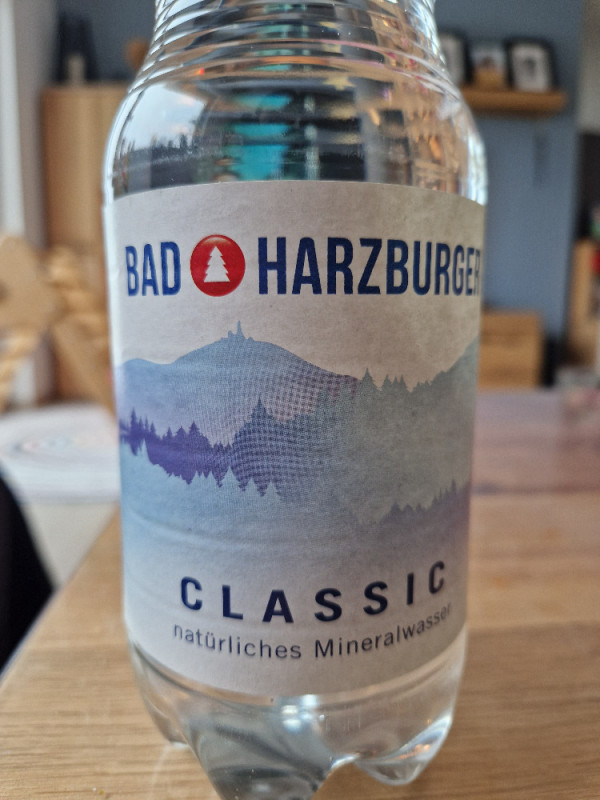 BAD HARZBURGER
CLASSIC
natürliches Mineralwasser